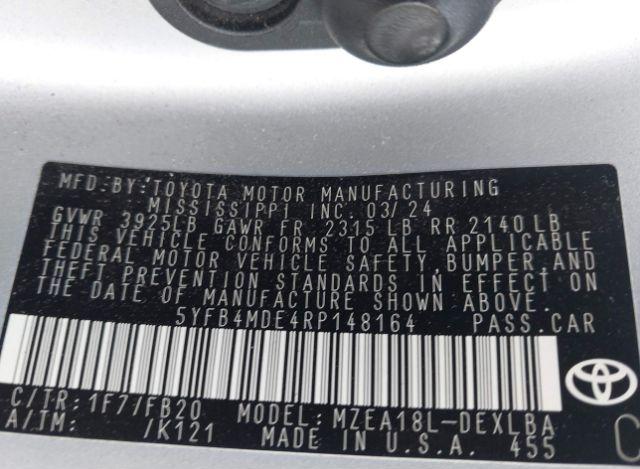 MFD.BY:TOYOTA MOTOR MANUFACTURING
MISSISSIPPI INC. 03/24
GVWR 3925LB GAWR FR 2315 LB RR 2140 LB
THIS VEHICLE CONFORMS TO ALL APPLICABLE
FEDERAL MOTOR VEHICLE SAFETY,BUMPER,AND
THEFT PREVENTION STANDARDS IN EFFECT ON
THE DATE OF MANUFACTURE SHOWN ABOVE.
5YFB4MDE4RP148164 PASS.CAR
C/TR:1F7/FB20 MODEL:MZEA18L-DEXLBA
A/TM: /K121 MADE IN U.S.A. 455 C